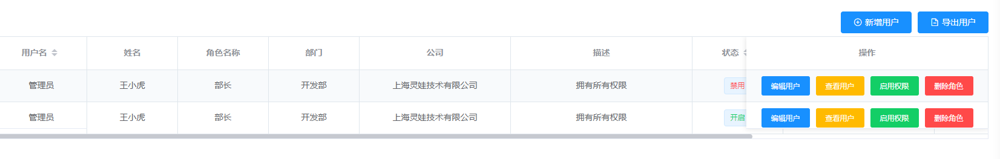 新增用户 导出用户
用户名 姓名 角色名称 部门 公司 描述 状态 操作
管理员 王小虎 部长 开发部 上海灵娃技术有限公司 拥有所有权限 禁用 编辑用户 查看用户 启用权限 删除角色
管理员 王小虎 部长 开发部 上海灵娃技术有限公司 拥有所有权限 开启 编辑用户 查看用户 启用权限 删除角色